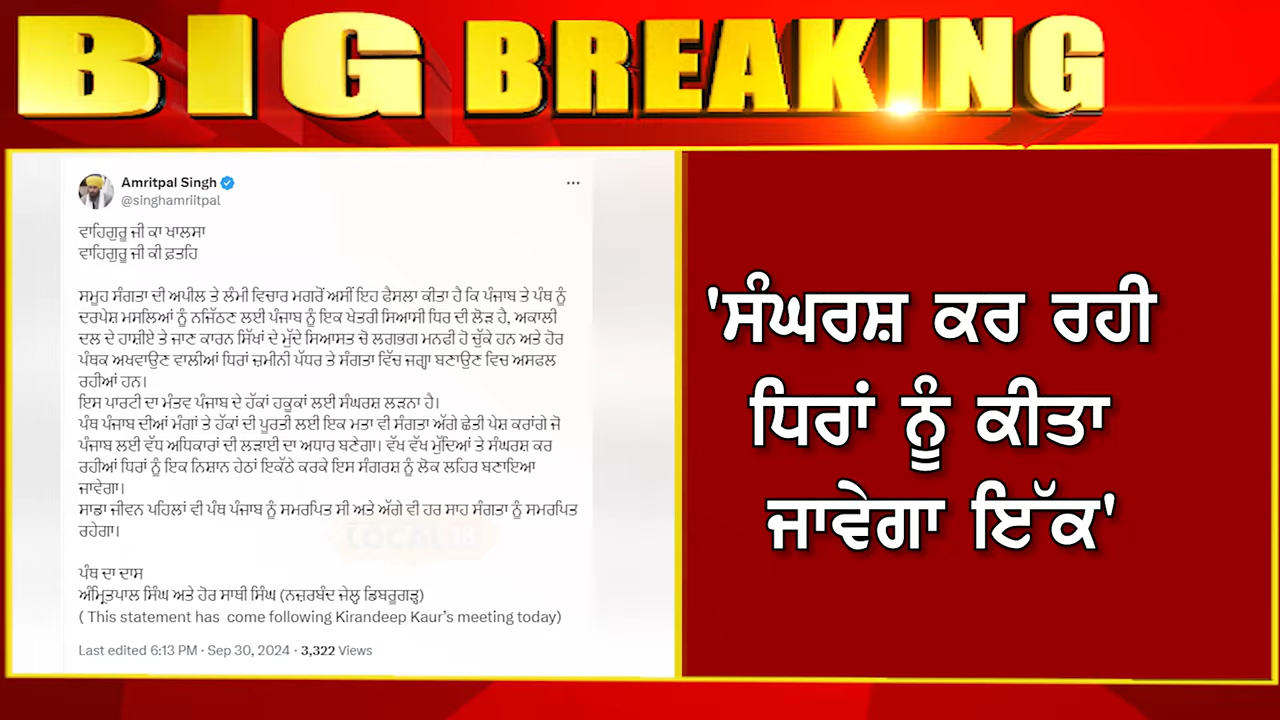 BIG BREAKING
Amritpal Singh
@singhamriitpal
ਵਾਹਿਗੁਰੂ ਜੀ ਕਾ ਖਾਲਸਾ
ਵਾਹਿਗੁਰੂ ਜੀ ਕੀ ਫ਼ਤਹਿ
ਸਮੂਹ ਸੰਗਤਾ ਦੀ ਅਪੀਲ ਤੇ ਲੰਮੀ ਵਿਚਾਰ ਮਗਰੋਂ ਅਸੀਂ ਇਹ ਫੈਸਲਾ ਕੀਤਾ ਹੈ ਕਿ ਪੰਜਾਬ ਤੇ ਪੰਥ ਨੂੰ
ਦਰਪੇਸ਼ ਮਸਲਿਆਂ ਨੂੰ ਨਜਿੱਠਣ ਲਈ ਪੰਜਾਬ ਨੂੰ ਇਕ ਖੇਤਰੀ ਸਿਆਸੀ ਧਿਰ ਦੀ ਲੋੜ ਹੈ, ਅਕਾਲੀ
ਦਲ ਦੇ ਹਾਸ਼ੀਏ ਤੇ ਜਾਣ ਕਾਰਨ ਸਿੱਖਾਂ ਦੇ ਮੁੱਦੇ ਸਿਆਸਤ ਚੋ ਲਗਭਗ ਮਨਫੀ ਹੋ ਚੁੱਕੇ ਹਨ ਅਤੇ ਹੋਰ
ਪੰਥਕ ਅਖਵਾਉਣ ਵਾਲੀਆਂ ਧਿਰਾਂ ਜ਼ਮੀਨੀ ਪੱਧਰ ਤੇ ਸੰਗਤਾ ਵਿੱਚ ਜਗ੍ਹਾ ਬਣਾਉਣ ਵਿਚ ਅਸਫਲ
ਰਹੀਆਂ ਹਨ।
ਇਸ ਪਾਰਟੀ ਦਾ ਮੰਤਵ ਪੰਜਾਬ ਦੇ ਹੱਕਾਂ ਹਕੂਕਾਂ ਲਈ ਸੰਘਰਸ਼ ਲੜਨਾ ਹੈ।
ਪੰਥ ਪੰਜਾਬ ਦੀਆਂ ਮੰਗਾਂ ਤੇ ਹੱਕਾਂ ਦੀ ਪੂਰਤੀ ਲਈ ਇਕ ਮਤਾ ਵੀ ਸੰਗਤਾ ਅੱਗੇ ਛੇਤੀ ਪੇਸ਼ ਕਰਾਂਗੇ ਜੋ
ਪੰਜਾਬ ਲਈ ਵੱਧ ਅਧਿਕਾਰਾਂ ਦੀ ਲੜਾਈ ਦਾ ਅਧਾਰ ਬਣੇਗਾ। ਵੱਖ ਵੱਖ ਮੁੱਦਿਆਂ ਤੇ ਸੰਘਰਸ਼ ਕਰ
ਰਹੀਆਂ ਧਿਰਾਂ ਨੂੰ ਇਕ ਨਿਸ਼ਾਨ ਹੇਠਾਂ ਇਕੱਠੇ ਕਰਕੇ ਇਸ ਸੰਗਰਸ਼ ਨੂੰ ਲੋਕ ਲਹਿਰ ਬਣਾਇਆ
ਜਾਵੇਗਾ।
ਸਾਡਾ ਜੀਵਨ ਪਹਿਲਾਂ ਵੀ ਪੰਥ ਪੰਜਾਬ ਨੂੰ ਸਮਰਪਿਤ ਸੀ ਅਤੇ ਅੱਗੇ ਵੀ ਹਰ ਸਾਹ ਸੰਗਤਾ ਨੂੰ ਸਮਰਪਿਤ
ਰਹੇਗਾ।
LOCAL 18
ਪੰਥ ਦਾ ਦਾਸ
ਅੰਮ੍ਰਿਤਪਾਲ ਸਿੰਘ ਅਤੇ ਹੋਰ ਸਾਥੀ ਸਿੰਘ (ਨਜ਼ਰਬੰਦ ਜੇਲ੍ਹ ਡਿਬਰੂਗੜ੍ਹ)
( This statement has come following Kirandeep Kaur's meeting today)
Last edited 6:13 PM · Sep 30, 2024 · 3,322 Views
'ਸੰਘਰਸ਼ ਕਰ ਰਹੀ
ਧਿਰਾਂ ਨੂੰ ਕੀਤਾ
ਜਾਵੇਗਾ ਇੱਕ'